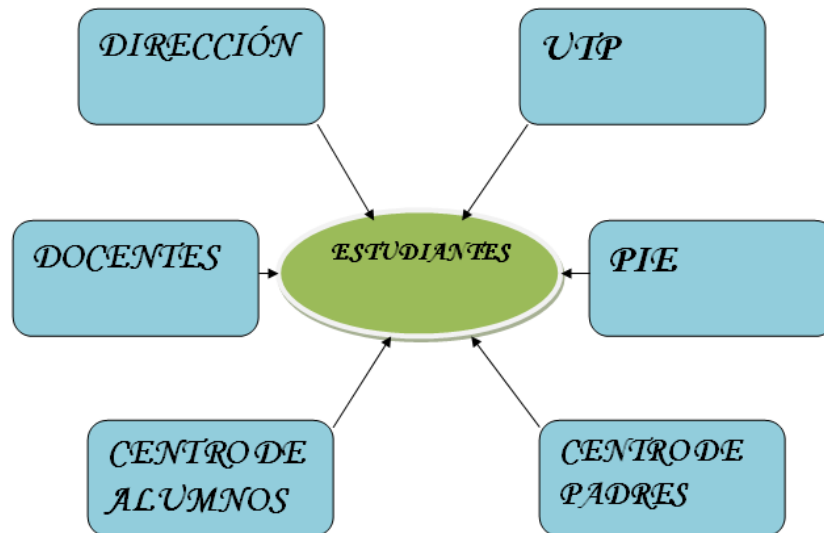 DIRECCIÓN
UTP
DOCENTES
ESTUDIANTES
PIE
CENTRO DE
ALUMNOS
CENTRO DE
PADRES